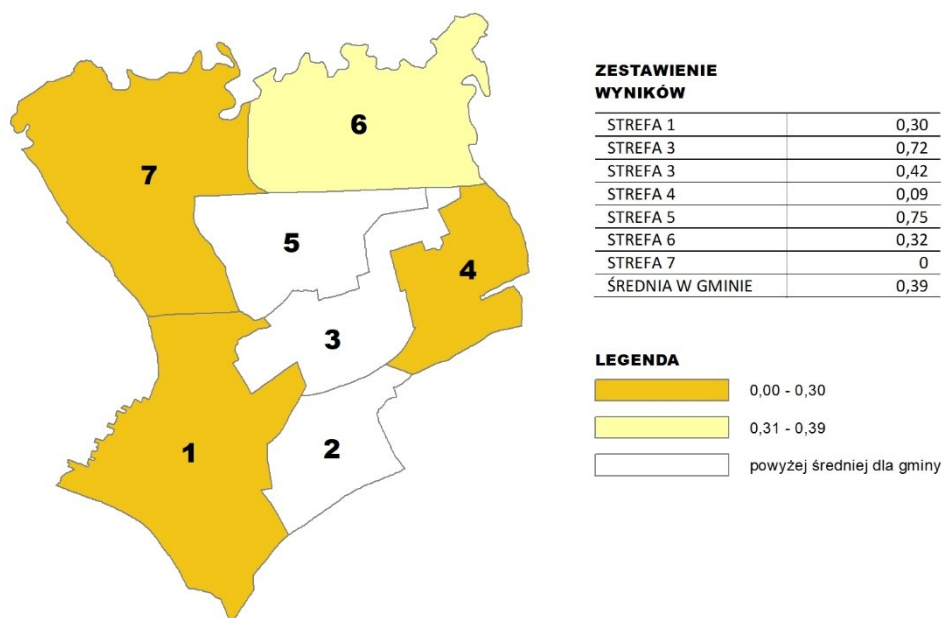 6
7
5
4
3
1
2
ZESTAWIENIE
WYNIKÓW
STREFA 1 0,30
STREFA 3 0,72
STREFA 3 0,42
STREFA 4 0,09
STREFA 5 0,75
STREFA 6 0,32
STREFA 7 0
ŚREDNIA W GMINIE 0,39
LEGENDA
0,00 - 0,30
0,31 - 0,39
powyżej średniej dla gminy